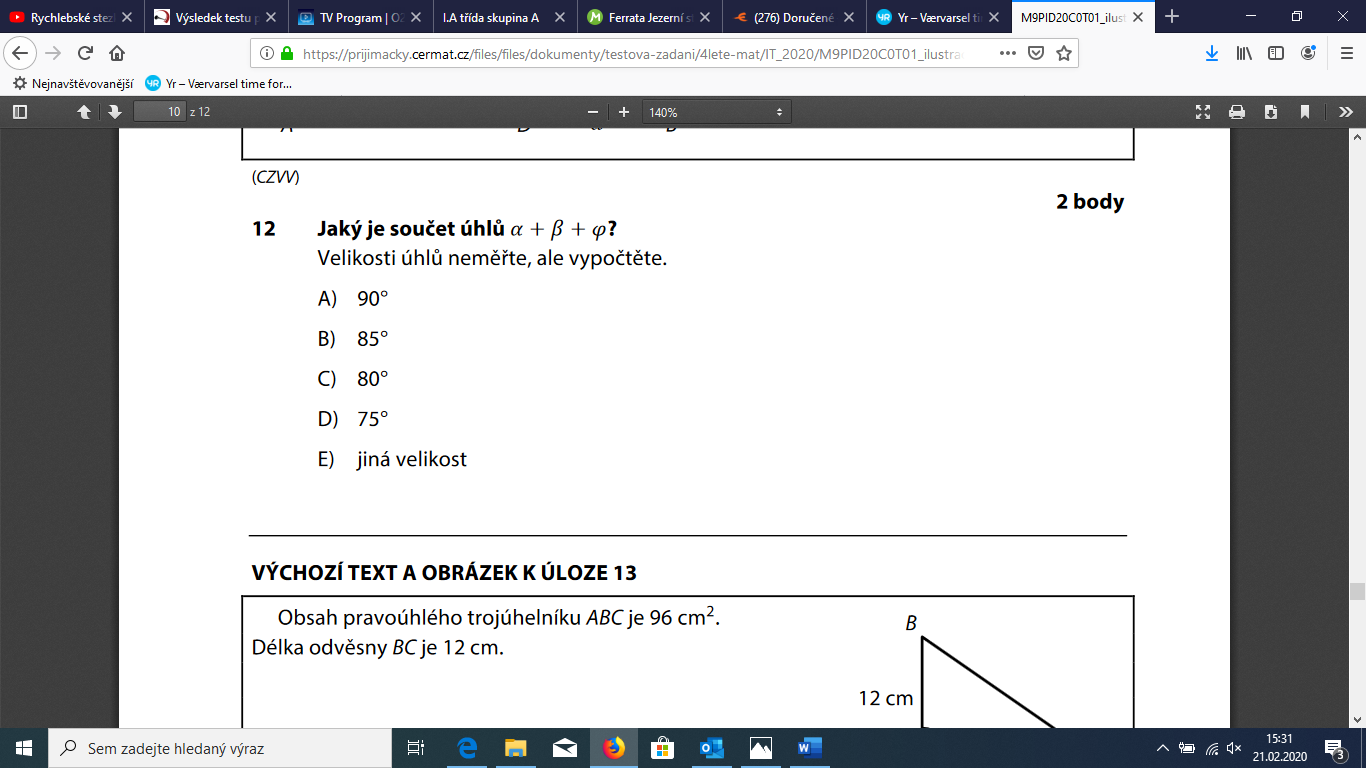 Rychlebské stez
Výsledek testu p
TV Program | O2
I.A třída skupina A
Ferrata Jezerní s
(276) Doručené
Yr – Værvarsel ti
M9PID20C0T01_ilust
https://prijimacky.cermat.cz/files/files/dokumenty/testova-zadani/4lete-mat/IT_2020/M9PID20C0T01_ilustra
Nejnavštěvovanější
Yr – Værvarsel time for...
10 z 12
140%
(CZVV)
2 body
12 Jaký je součet úhlů α + β + φ?
Velikosti úhlů neměřte, ale vypočtěte.
A) 90°
B) 85°
C) 80°
D) 75°
E) jiná velikost
VÝCHOZÍ TEXT A OBRÁZEK K ÚLOZE 13
Obsah pravoúhlého trojúhelníku ABC je 96 cm².
Délka odvěsny BC je 12 cm.
B
12 cm
Sem zadejte hledaný výraz
15:31
21.02.2020
3